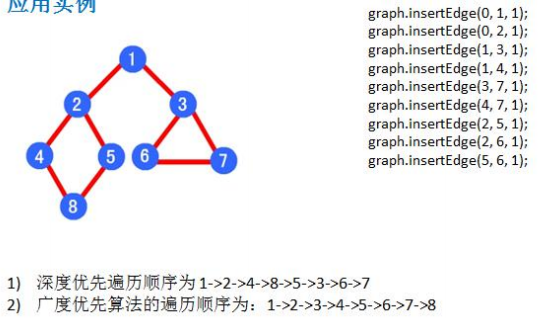 应用实例
graph.insertEdge(0, 1, 1);
graph.insertEdge(0, 2, 1);
graph.insertEdge(1, 3, 1);
graph.insertEdge(1, 4, 1);
graph.insertEdge(3, 7, 1);
graph.insertEdge(4, 7, 1);
graph.insertEdge(2, 5, 1);
graph.insertEdge(2, 6, 1);
graph.insertEdge(5, 6, 1);
1
2
3
4
5
6
7
8
1) 深度优先遍历顺序为 1->2->4->8->5->3->6->7
2) 广度优先算法的遍历顺序为：1->2->3->4->5->6->7->8